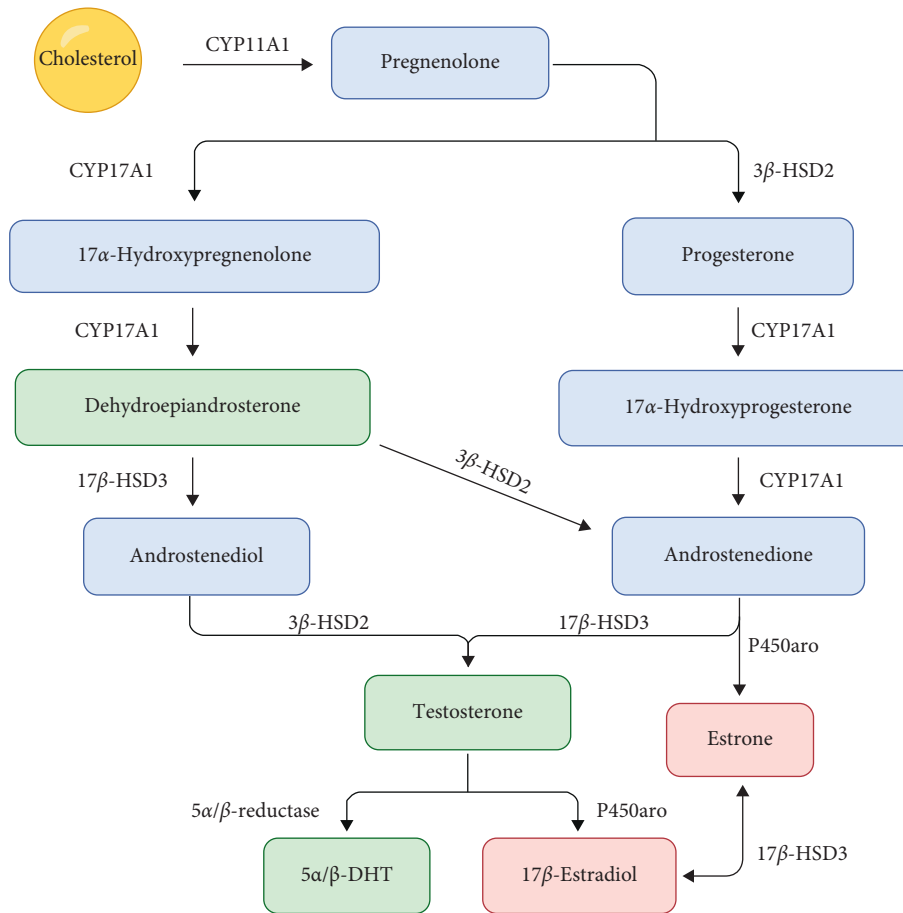 Cholesterol
CYP11A1
Pregnenolone
CYP17A1
3β-HSD2
17α-Hydroxypregnenolone
Progesterone
CYP17A1
CYP17A1
Dehydroepiandrosterone
17α-Hydroxyprogesterone
17β-HSD3
3β-HSD2
CYP17A1
Androstenediol
Androstenedione
3β-HSD2
17β-HSD3
P450aro
Testosterone
Estrone
5α/β-reductase
P450aro
5α/β-DHT
17β-Estradiol
17β-HSD3